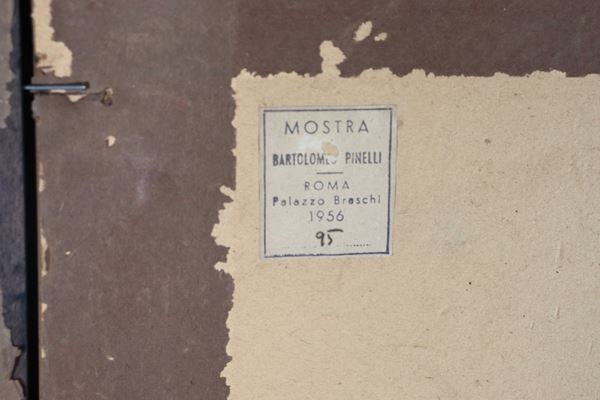 MOSTRA
BARTOLOMEO PINELLI
ROMA
Palazzo Braschi
1956
95